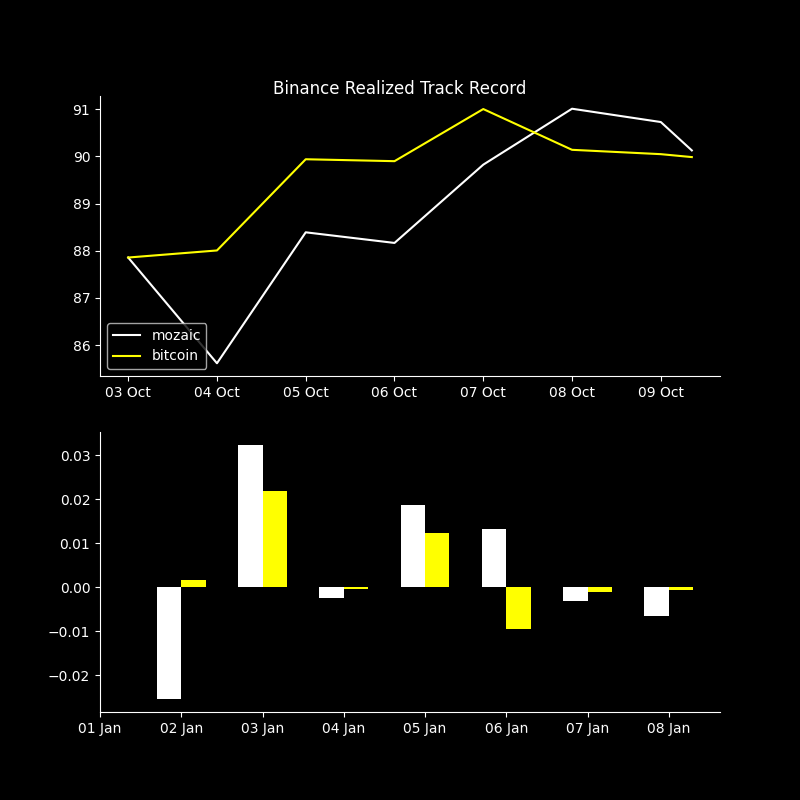 Binance Realized Track Record
91
90
89
88
87
86
mozaic
bitcoin
03 Oct 04 Oct 05 Oct 06 Oct 07 Oct 08 Oct 09 Oct
0.03
0.02
0.01
0.00
−0.01
−0.02
01 Jan 02 Jan 03 Jan 04 Jan 05 Jan 06 Jan 07 Jan 08 Jan